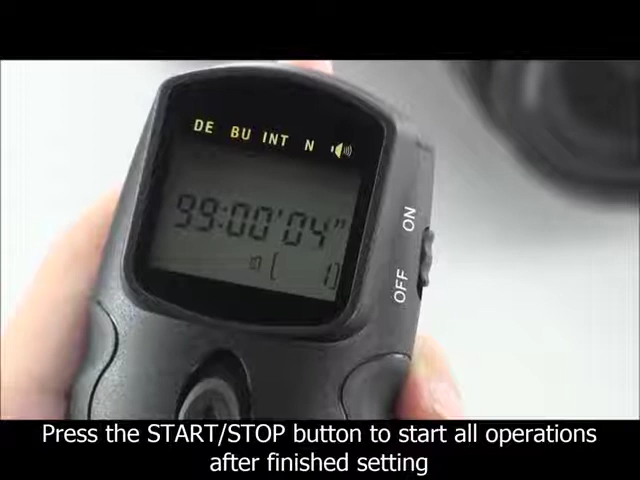 DE BU INT N
99:00'04"
[ 1]
ON
OFF
Press the START/STOP button to start all operations
after finished setting